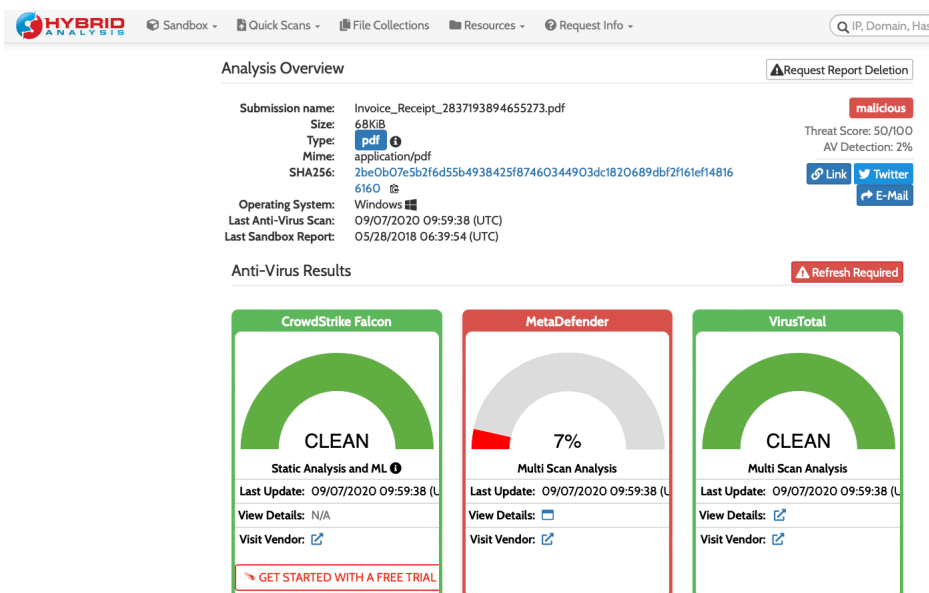 HYBRID
ANALYSIS
Sandbox
Quick Scans
File Collections
Resources
Request Info
IP, Domain, Has
Analysis Overview
Request Report Deletion
Submission name: Invoice_Receipt_2837193894655273.pdf
malicious
Size: 68KiB
Threat Score: 50/100
Type: pdf
AV Detection: 2%
Mime: application/pdf
SHA256: 2be0b07e5b2f6d55b4938425f87460344903dc1820689dbf2f161ef14816
6160
Link
Twitter
E-Mail
Operating System: Windows
Last Anti-Virus Scan: 09/07/2020 09:59:38 (UTC)
Last Sandbox Report: 05/28/2018 06:39:54 (UTC)
Anti-Virus Results
Refresh Required
CrowdStrike Falcon
CLEAN
Static Analysis and ML
Last Update: 09/07/2020 09:59:38 (U
View Details: N/A
Visit Vendor:
GET STARTED WITH A FREE TRIAL
MetaDefender
7%
Multi Scan Analysis
Last Update: 09/07/2020 09:59:38 (U
View Details:
Visit Vendor:
VirusTotal
CLEAN
Multi Scan Analysis
Last Update: 09/07/2020 09:59:38 (U
View Details:
Visit Vendor: